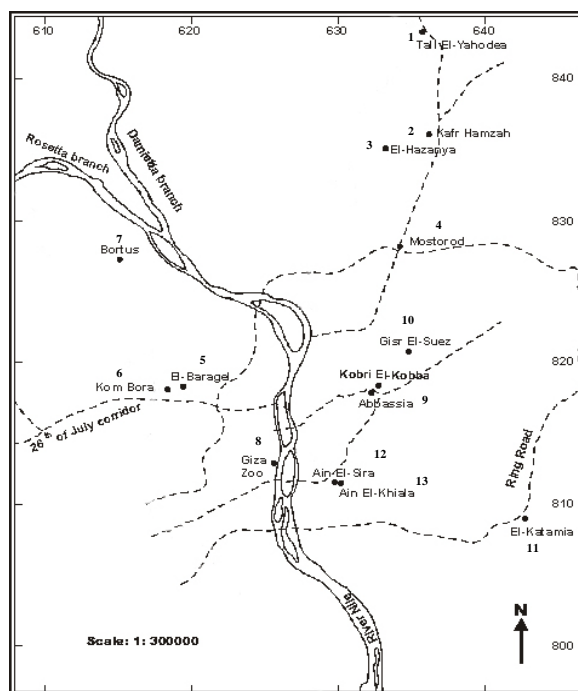 610
620
630
640
1
Tall El-Yahodea
840
2
Kafr Hamzah
3
El-Hazanya
Rosetta branch
Damietta branch
4
Mostorod
830
7
Bortus
10
Gisr El-Suez
820
5
El-Baragel
6
Kom Bora
Kobri El-Kobba
Abbassia
9
26th of July corridor
8
Giza
Zoo
12
Ain-El-Sira
Ain El-Khiala
13
Ring Road
810
El-Katamia
11
River Nile
N
Scale: 1: 300000
800